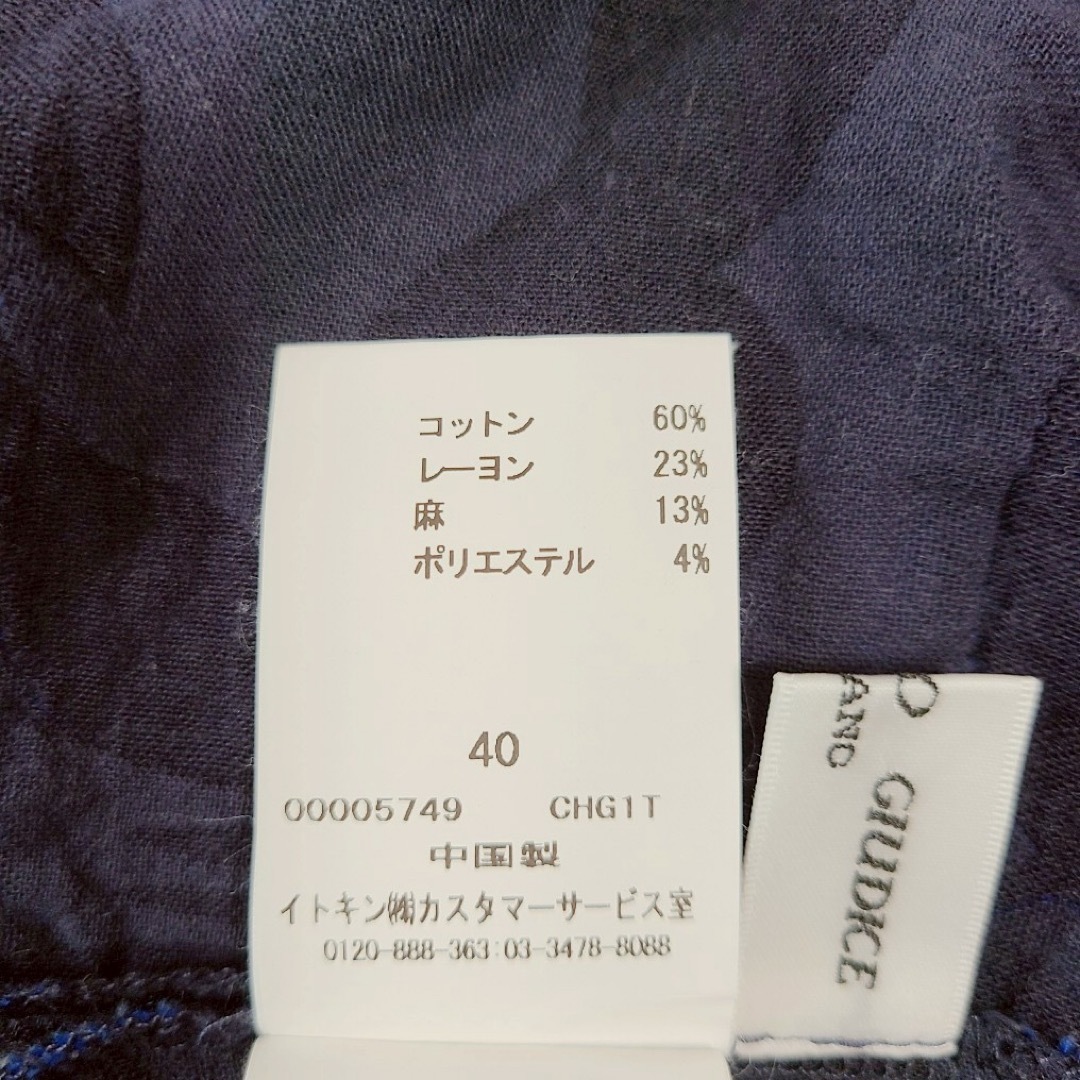 コットン 60%
レーヨン 23%
麻 13%
ポリエステル 4%
40
00005749 CHG1T
中国製
イトキン㈱カスタマーサービス室
0120-888-363:03-3478-8088
O GIUDICE
ANO